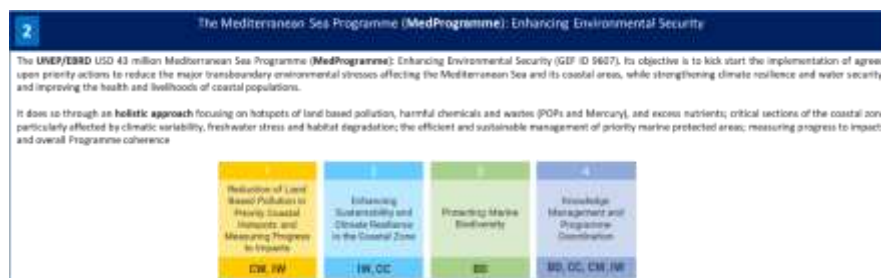 2
The Mediterranean Sea Programme (MedProgramme): Enhancing Environmental Security
The UNEP/EBRD USD 43 million Mediterranean Sea Programme (MedProgramme): Enhancing Environmental Security (GEF ID 9607). Its objective is to kick start the implementation of agreed
upon priority actions to reduce the major transboundary environmental stresses affecting the Mediterranean Sea and its coastal areas, while strengthening climate resilience and water security
and improving the health and livelihoods of coastal populations.
It does so through an holistic approach focusing on hotspots of land based pollution, harmful chemicals and wastes (POPs and Mercury), and excess nutrients; critical sections of the coastal zone
particularly affected by climatic variability, freshwater stress and habitat degradation; the efficient and sustainable management of priority marine protected areas; measuring progress to impacts
and overall Programme coherence
1
Reduction of Land
Based Pollution in
Priority Coastal
Hotspots and
Measuring Progress
to Impacts
CW, IW
2
Enhancing
Sustainability and
Climate Resilience
in the Coastal Zone
IW, CC
3
Protecting Marine
Biodiversity
BD
4
Knowledge
Management and
Programme
Coordination
BD, CC, CW, IW